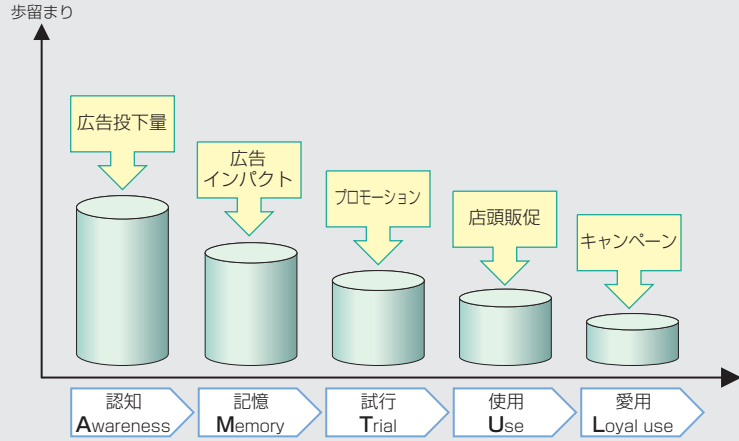 歩留まり
広告投下量
広告
インパクト
プロモーション
店頭販促
キャンペーン
認知
Awareness
記憶
Memory
試行
Trial
使用
Use
愛用
Loyal use